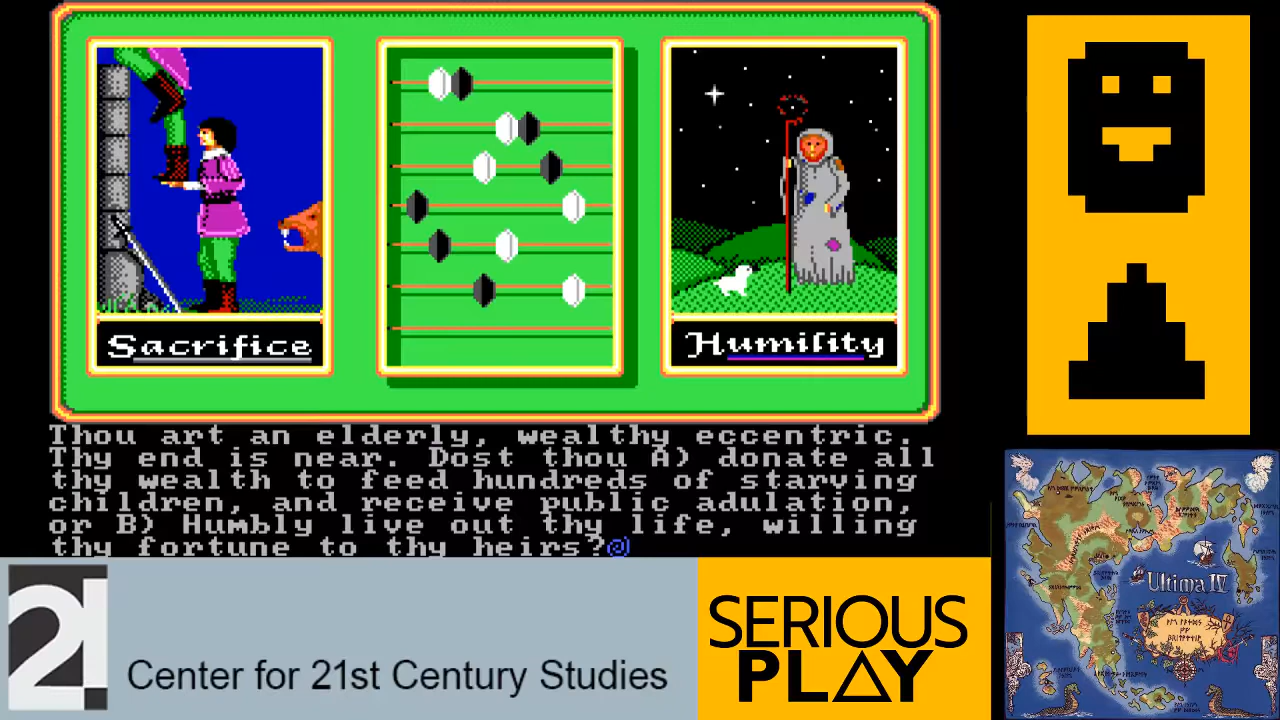 Sacrifice
Humility
Thou art an elderly, wealthy eccentric.
Thy end is near. Dost thou A) donate all
thy wealth to feed hundreds of starving
children, and receive public adulation,
or B) Humbly live out thy life, willing
thy fortune to thy heirs?
21
Center for 21st Century Studies
SERIOUS
PLAY
Ultima IV